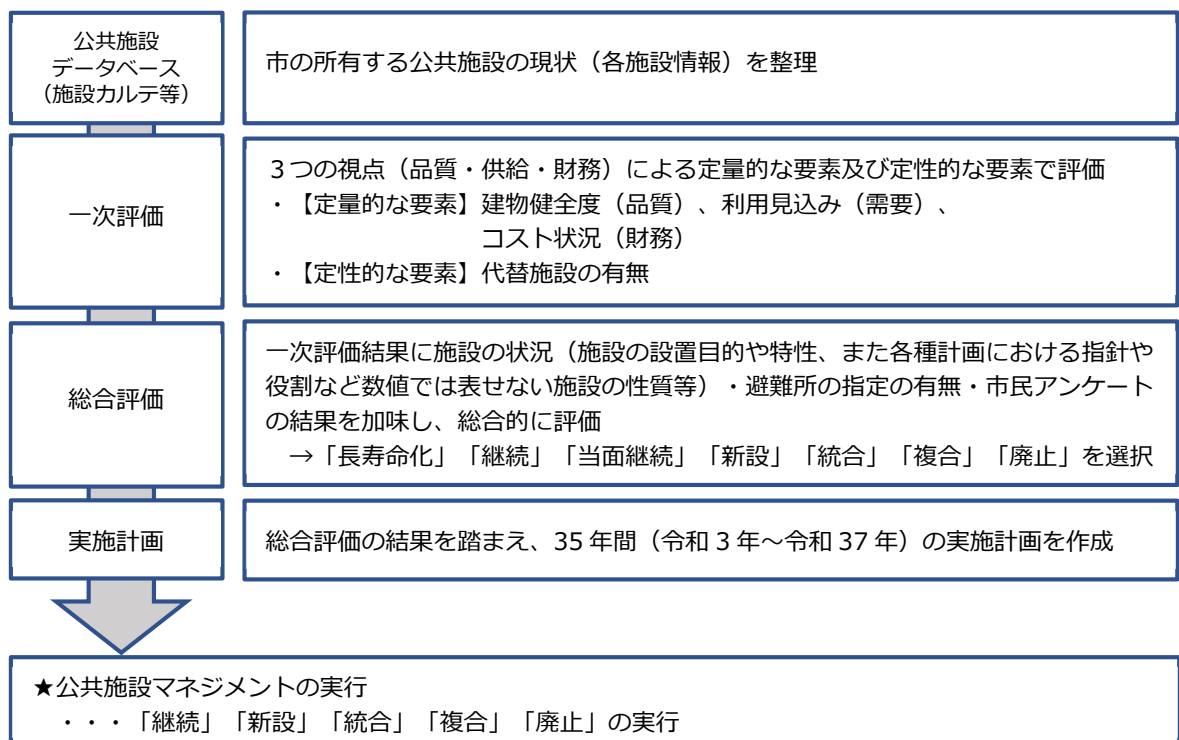 公共施設
データベース
（施設カルテ等）
市の所有する公共施設の現状（各施設情報）を整理
一次評価
３つの視点（品質・供給・財務）による定量的な要素及び定性的な要素で評価
・【定量的な要素】建物健全度（品質）、利用見込み（需要）、
コスト状況（財務）
・【定性的な要素】代替施設の有無
総合評価
一次評価結果に施設の状況（施設の設置目的や特性、また各種計画における指針や
役割など数値では表せない施設の性質等）・避難所の指定の有無・市民アンケート
の結果を加味し、総合的に評価
→「長寿命化」「継続」「当面継続」「新設」「統合」「複合」「廃止」を選択
実施計画
総合評価の結果を踏まえ、35 年間（令和 3 年～令和 37 年）の実施計画を作成
★公共施設マネジメントの実行
・・・「継続」「新設」「統合」「複合」「廃止」の実行